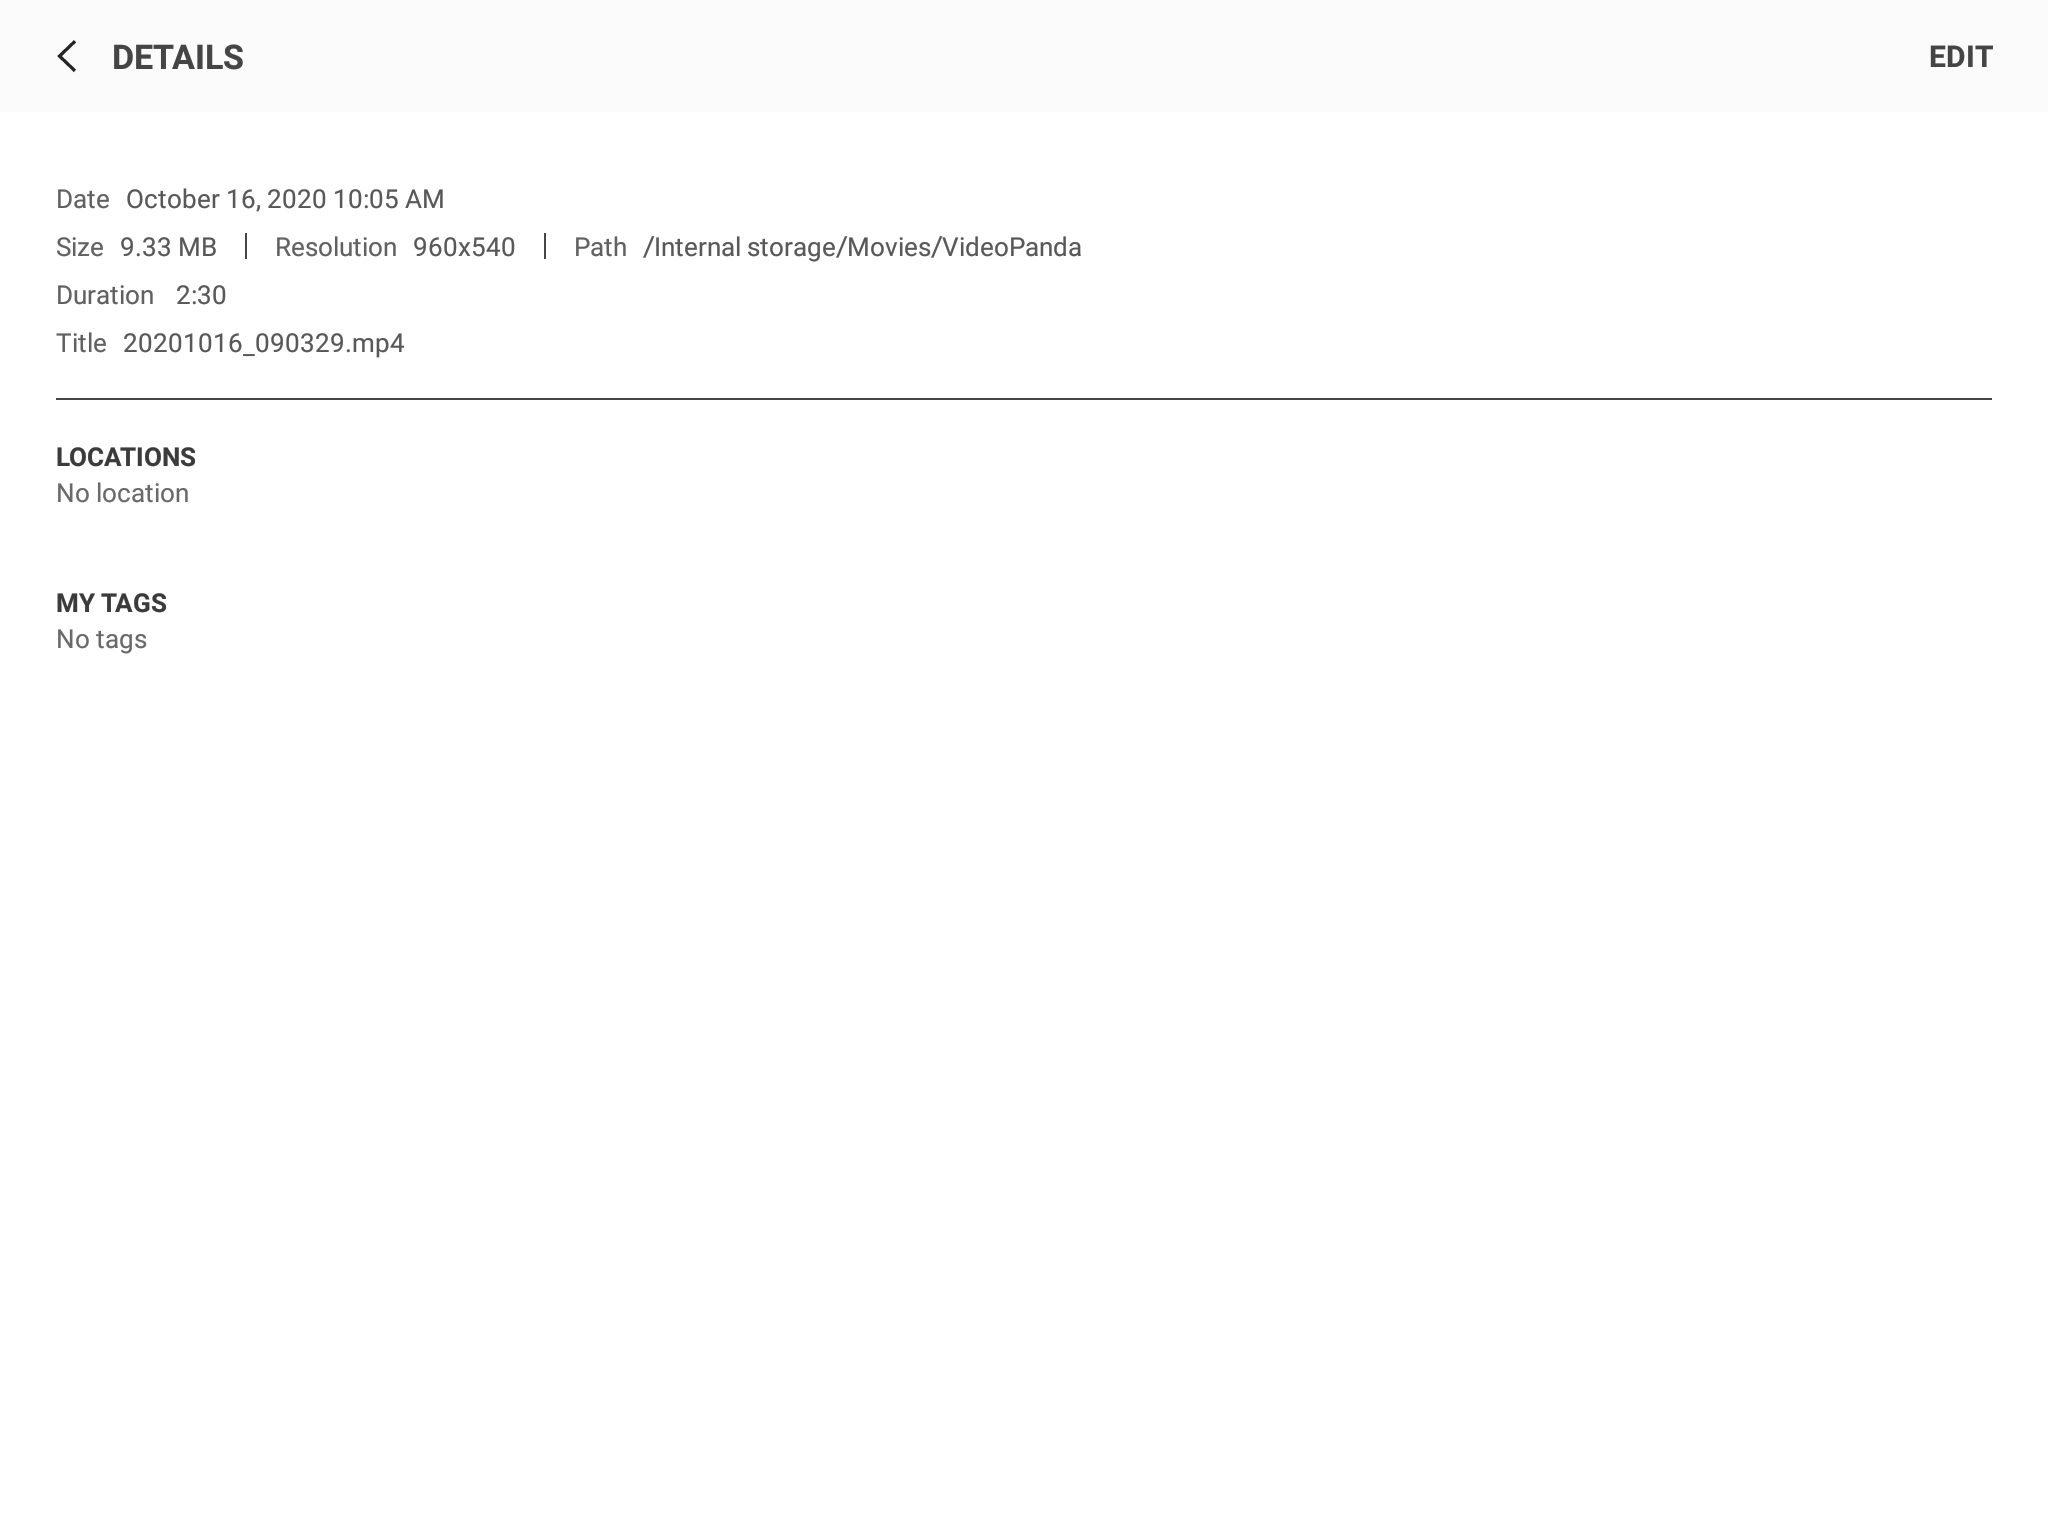 DETAILS EDIT
Date October 16, 2020 10:05 AM
Size 9.33 MB | Resolution 960x540 | Path /Internal storage/Movies/VideoPanda
Duration 2:30
Title 20201016_090329.mp4
LOCATIONS
No location
MY TAGS
No tags